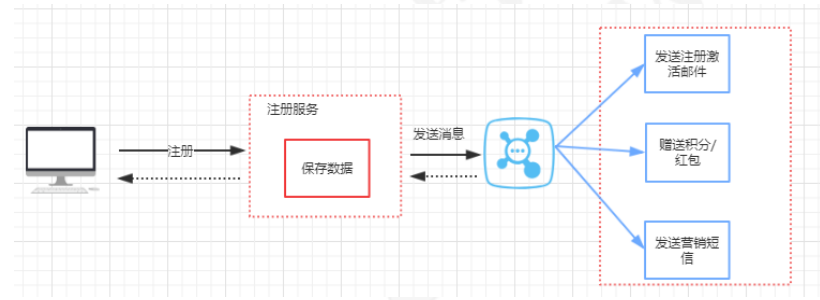 注册
注册服务
保存数据
发送消息
发送注册激
活邮件
赠送积分/
红包
发送营销短
信